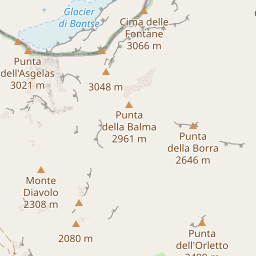 Glacier
di Bantse
Cima delle
Fontane
3066 m
Punta
dell'Asgelas
3021 m
3048 m
Punta
della Balma
2961 m
Punta
della Borra
2646 m
Monte
Diavolo
2308 m
2080 m
Punta
dell'Orletto